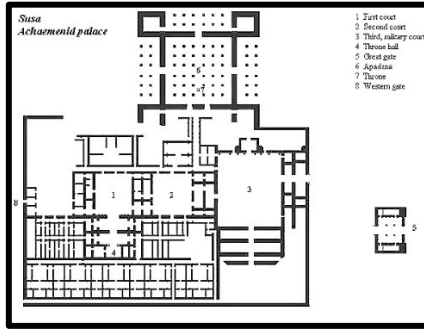 Susa
Achaemenid palace
1 First court
2 Second court
3 Third, military court
4 Throne hall
5 Great gate
6 Apadana
7 Throne
8 Western gate
6
7
1
2
3
8
5
4